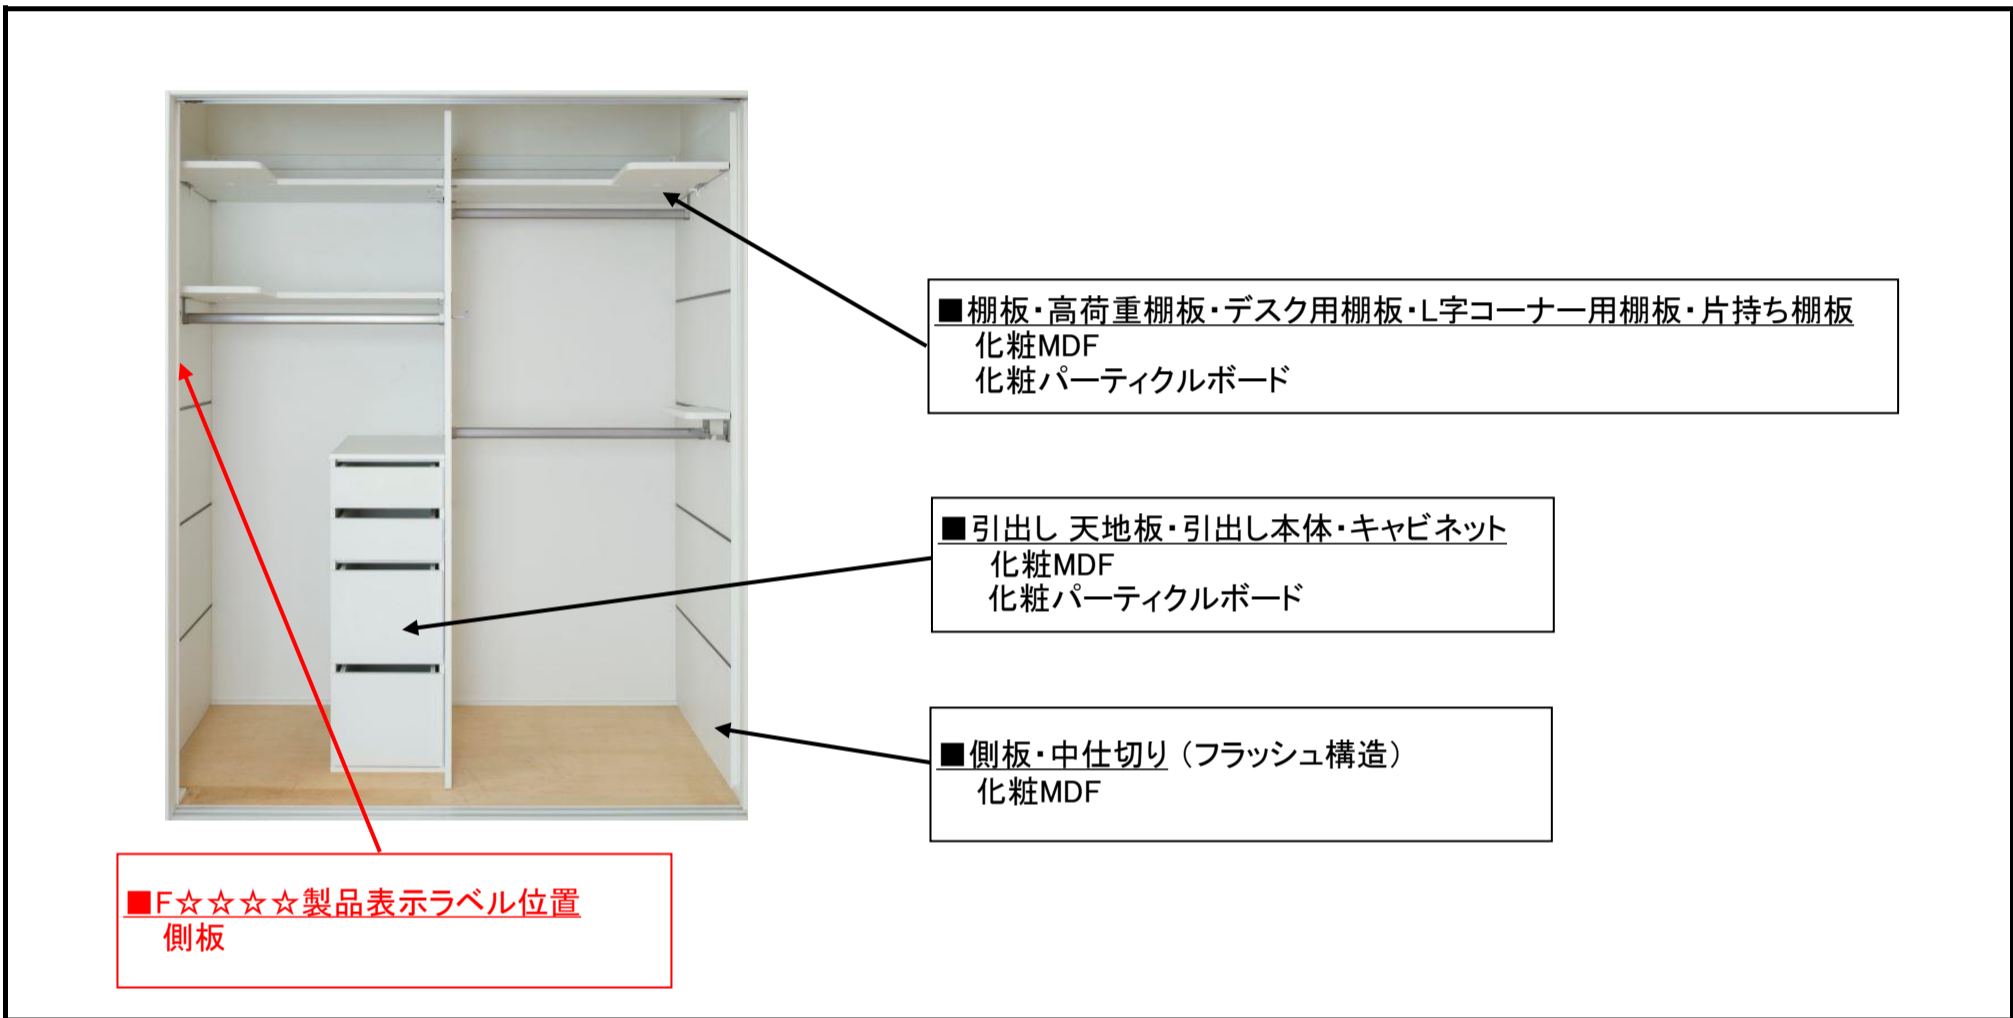 ■棚板・高荷重棚板・デスク用棚板・L字コーナー用棚板・片持ち棚板
化粧MDF
化粧パーティクルボード
■引出し 天地板・引出し本体・キャビネット
化粧MDF
化粧パーティクルボード
■側板・中仕切り（フラッシュ構造）
化粧MDF
■F☆☆☆☆製品表示ラベル位置
側板